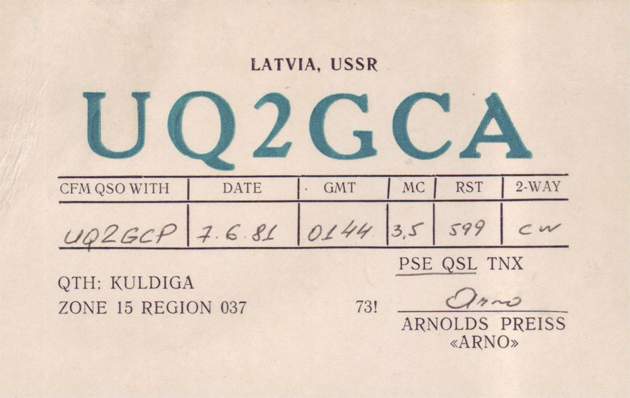 LATVIA, USSR
UQ2GCA
CFM QSO WITH DATE GMT MC RST 2-WAY
UQ2GCP 7.6.81 0144 3,5 599 CW
PSE QSL TNX
QTH: KULDIGA
ZONE 15 REGION 037 73! Arno
ARNOLDS PREISS
«ARNO»